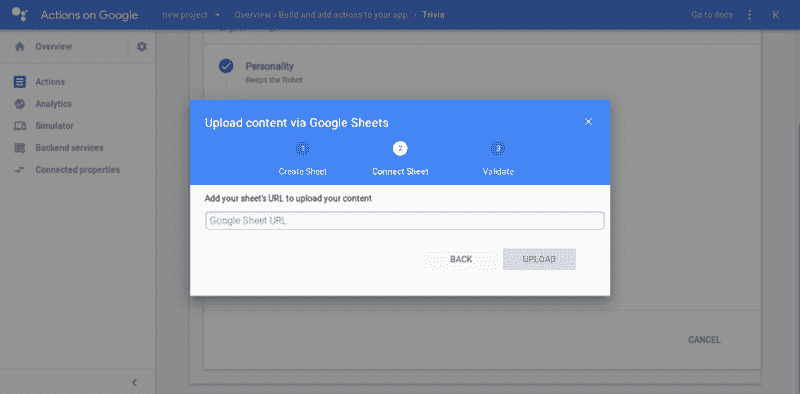 Actions on Google
new project
Overview > Build and add actions to your app > Trivia
Go to docs
K
Overview
Actions
Analytics
Simulator
Backend services
Connected properties
Personality
Beeps the Robot
Upload content via Google Sheets
1
2
3
Create Sheet
Connect Sheet
Validate
Add your sheet's URL to upload your content
Google Sheet URL
BACK
UPLOAD
CANCEL